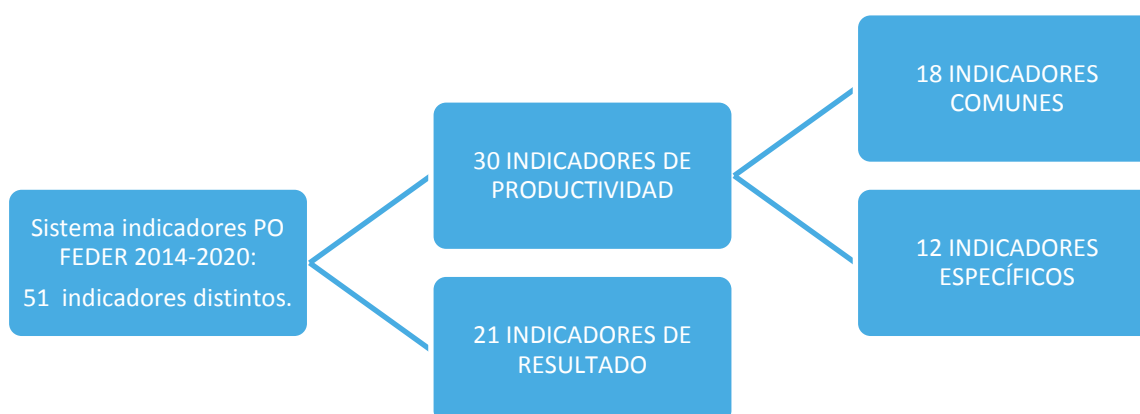 Sistema indicadores PO
FEDER 2014-2020:
51 indicadores distintos.
30 INDICADORES DE
PRODUCTIVIDAD
21 INDICADORES DE
RESULTADO
18 INDICADORES
COMUNES
12 INDICADORES
ESPECÍFICOS